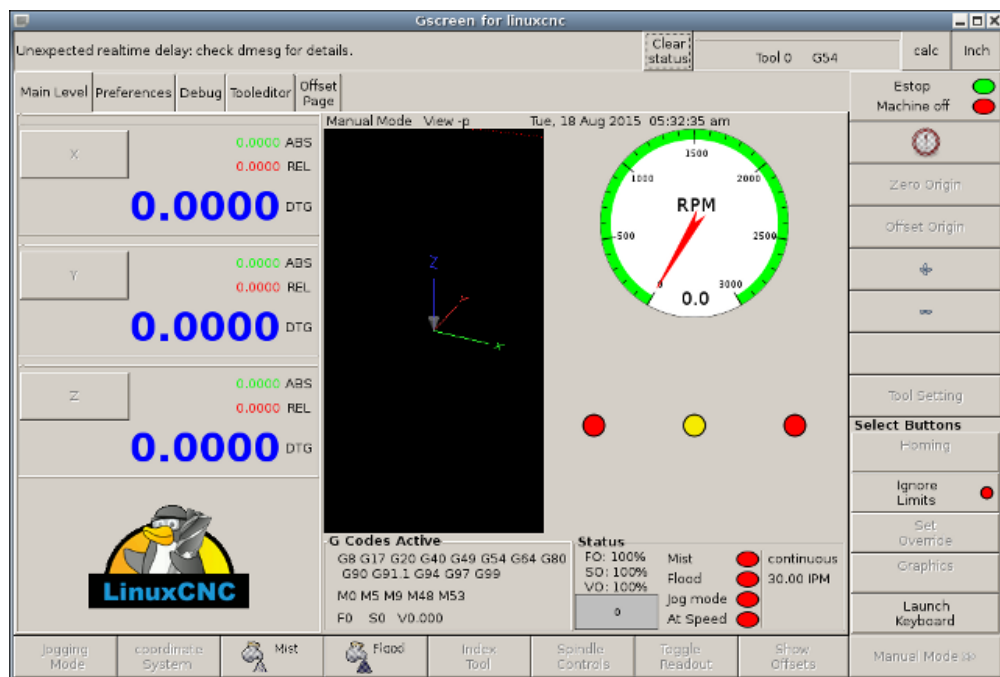 Gscreen for linuxcnc
Unexpected realtime delay: check dmesg for details.
Clear
status
Tool 0 G54
calc
Inch
Main Level
Preferences
Debug
Tooleditor
Offset
Page
Estop
Machine off
Manual Mode View -p Tue, 18 Aug 2015 05:32:35 am
X
0.0000 ABS
0.0000 REL
0.0000 DTG
Y
0.0000 ABS
0.0000 REL
0.0000 DTG
Z
0.0000 ABS
0.0000 REL
0.0000 DTG
LinuxCNC
Z
Y
X
1500
1000
2000
RPM
500
2500
0
3000
0.0
G Codes Active
G8 G17 G20 G40 G49 G54 G64 G80
G90 G91.1 G94 G97 G99
M0 M5 M9 M48 M53
F0 S0 V0.000
Status
FO: 100%
SO: 100%
VO: 100%
0
Mist
Flood
Jog mode
At Speed
continuous
30.00 IPM
Zero Origin
Offset Origin
Tool Setting
Select Buttons
Homing
Ignore
Limits
Set
Override
Graphics
Launch
Keyboard
Jogging
Mode
coordinate
System
Mist
Flood
Index
Tool
Spindle
Controls
Toggle
Readout
Show
Offsets
Manual Mode